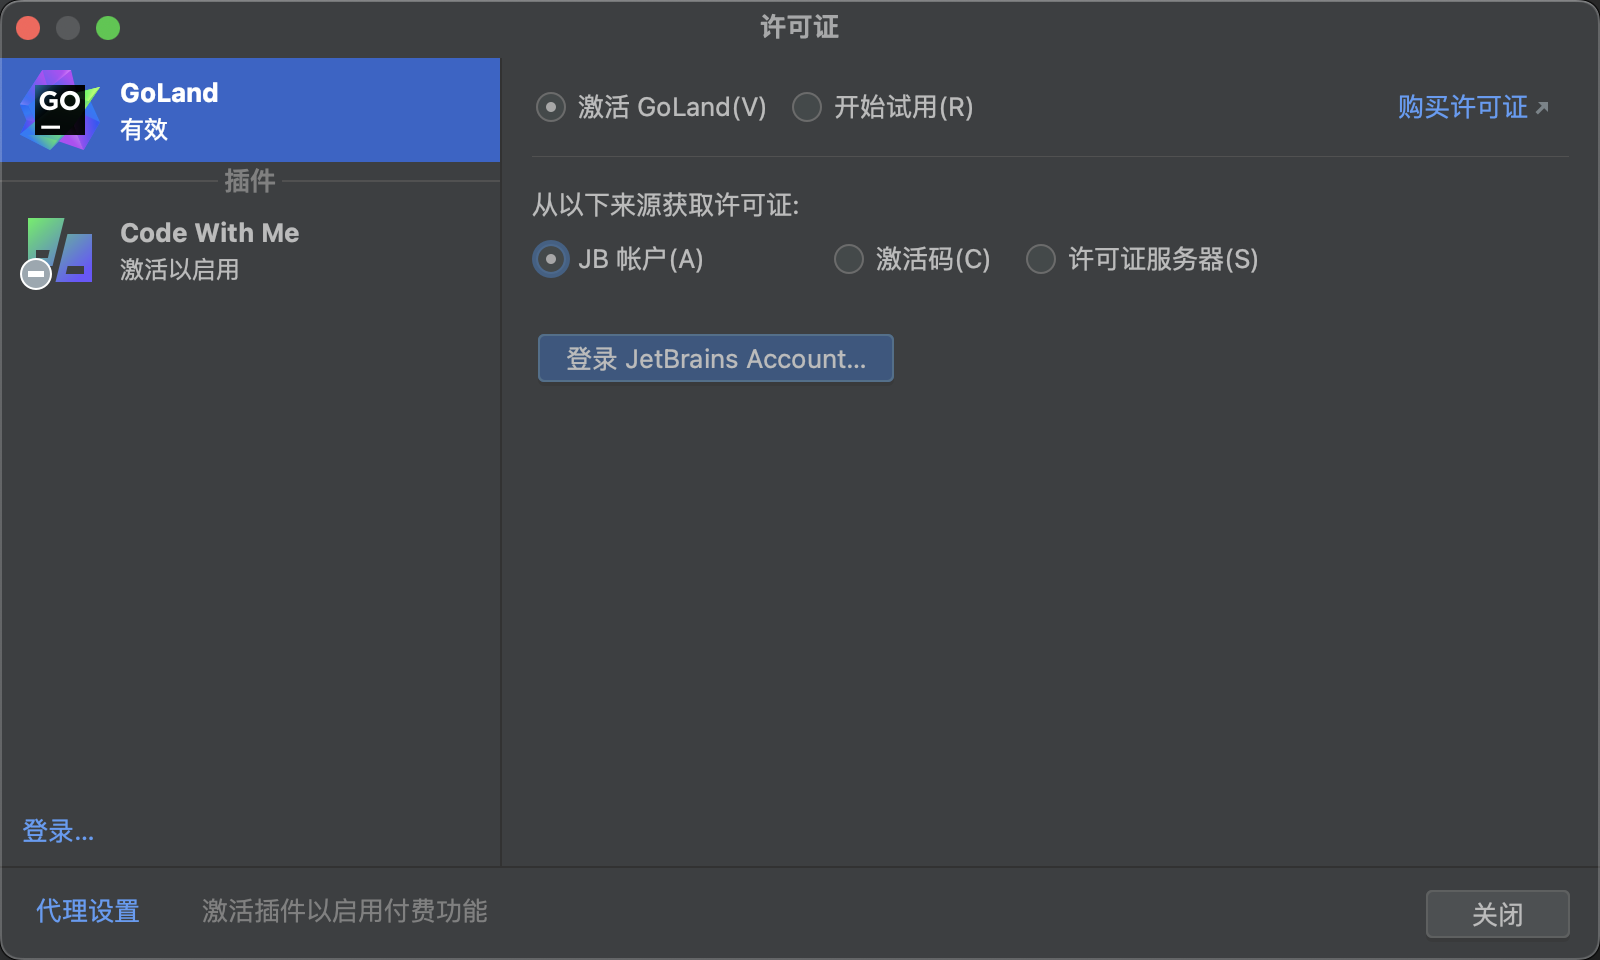 许可证
GO
GoLand
有效
插件
Code With Me
激活以启用
登录...
激活 GoLand(V)
开始试用(R)
购买许可证
从以下来源获取许可证:
JB 帐户(A)
激活码(C)
许可证服务器(S)
登录 JetBrains Account...
代理设置
激活插件以启用付费功能
关闭